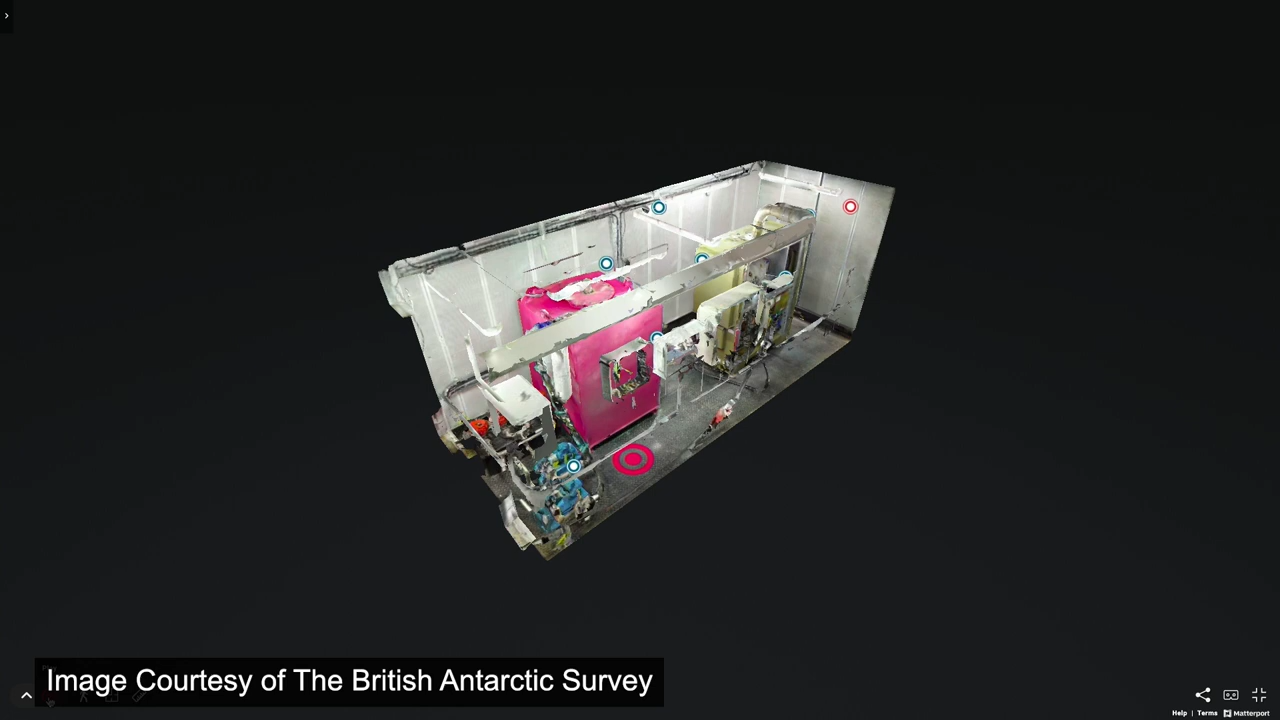 Image Courtesy of The British Antarctic Survey
Help | Terms
Matterport